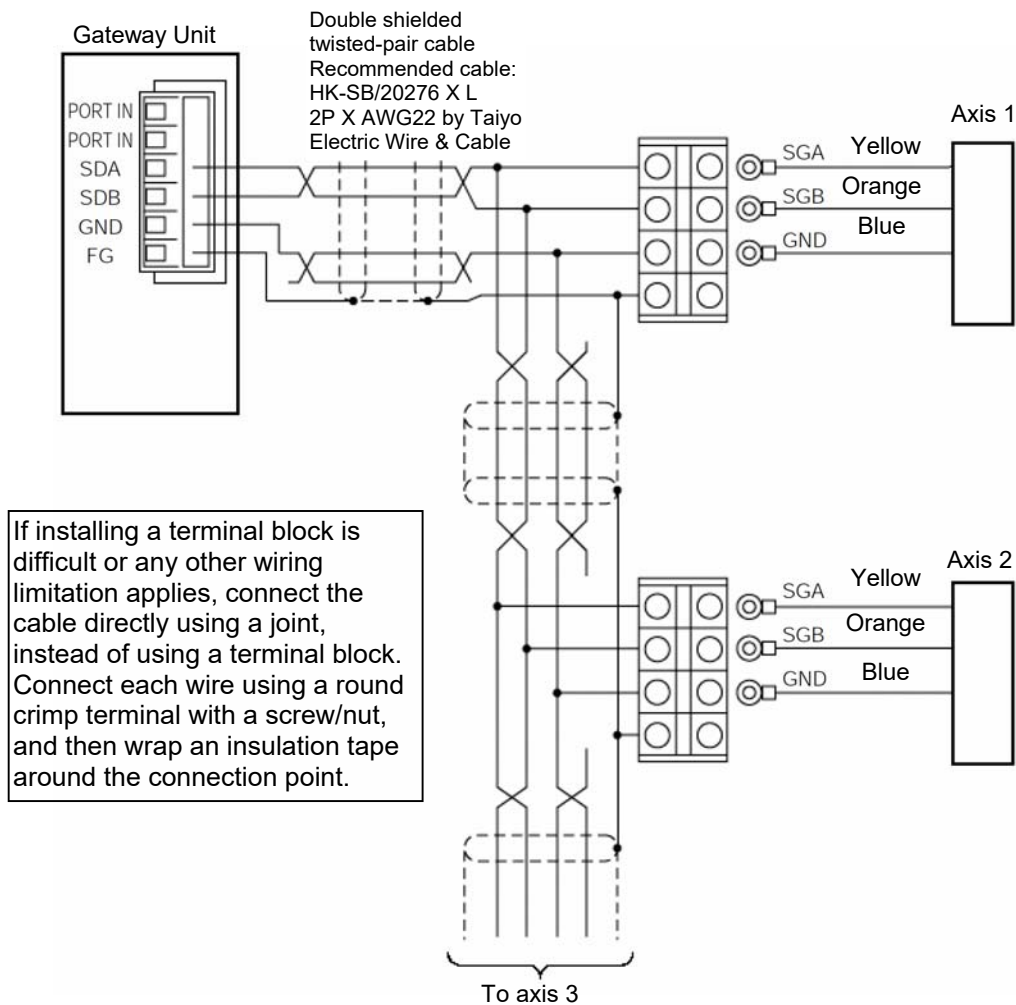 Gateway Unit
PORT IN
PORT IN
SDA
SDB
GND
FG
Double shielded
twisted-pair cable
Recommended cable:
HK-SB/20276 X L
2P X AWG22 by Taiyo
Electric Wire & Cable
Axis 1
SGA Yellow
SGB Orange
GND Blue
If installing a terminal block is
difficult or any other wiring
limitation applies, connect the
cable directly using a joint,
instead of using a terminal block.
Connect each wire using a round
crimp terminal with a screw/nut,
and then wrap an insulation tape
around the connection point.
Axis 2
SGA Yellow
SGB Orange
GND Blue
To axis 3